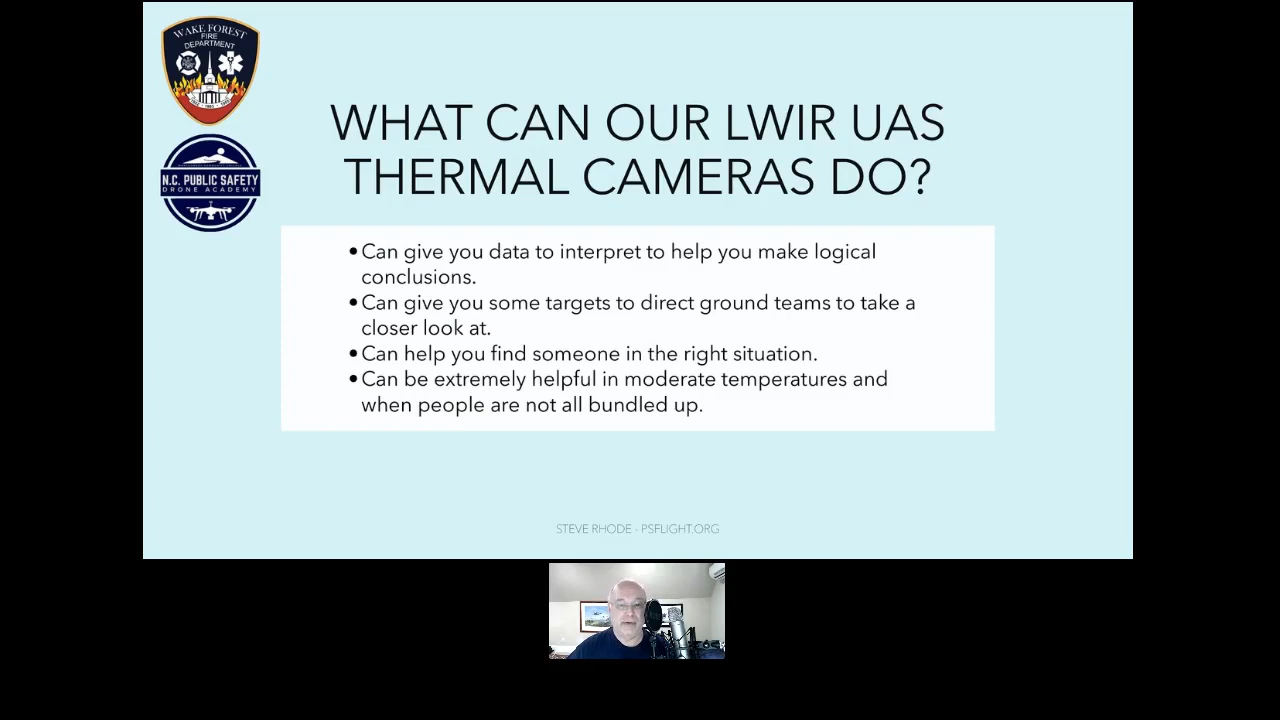 WAKE FOREST
FIRE
DEPARTMENT
N.C. PUBLIC SAFETY
DRONE ACADEMY
WHAT CAN OUR LWIR UAS
THERMAL CAMERAS DO?
•Can give you data to interpret to help you make logical
conclusions.
•Can give you some targets to direct ground teams to take a
closer look at.
•Can help you find someone in the right situation.
•Can be extremely helpful in moderate temperatures and
when people are not all bundled up.
STEVE RHODE - PSFLIGHT.ORG